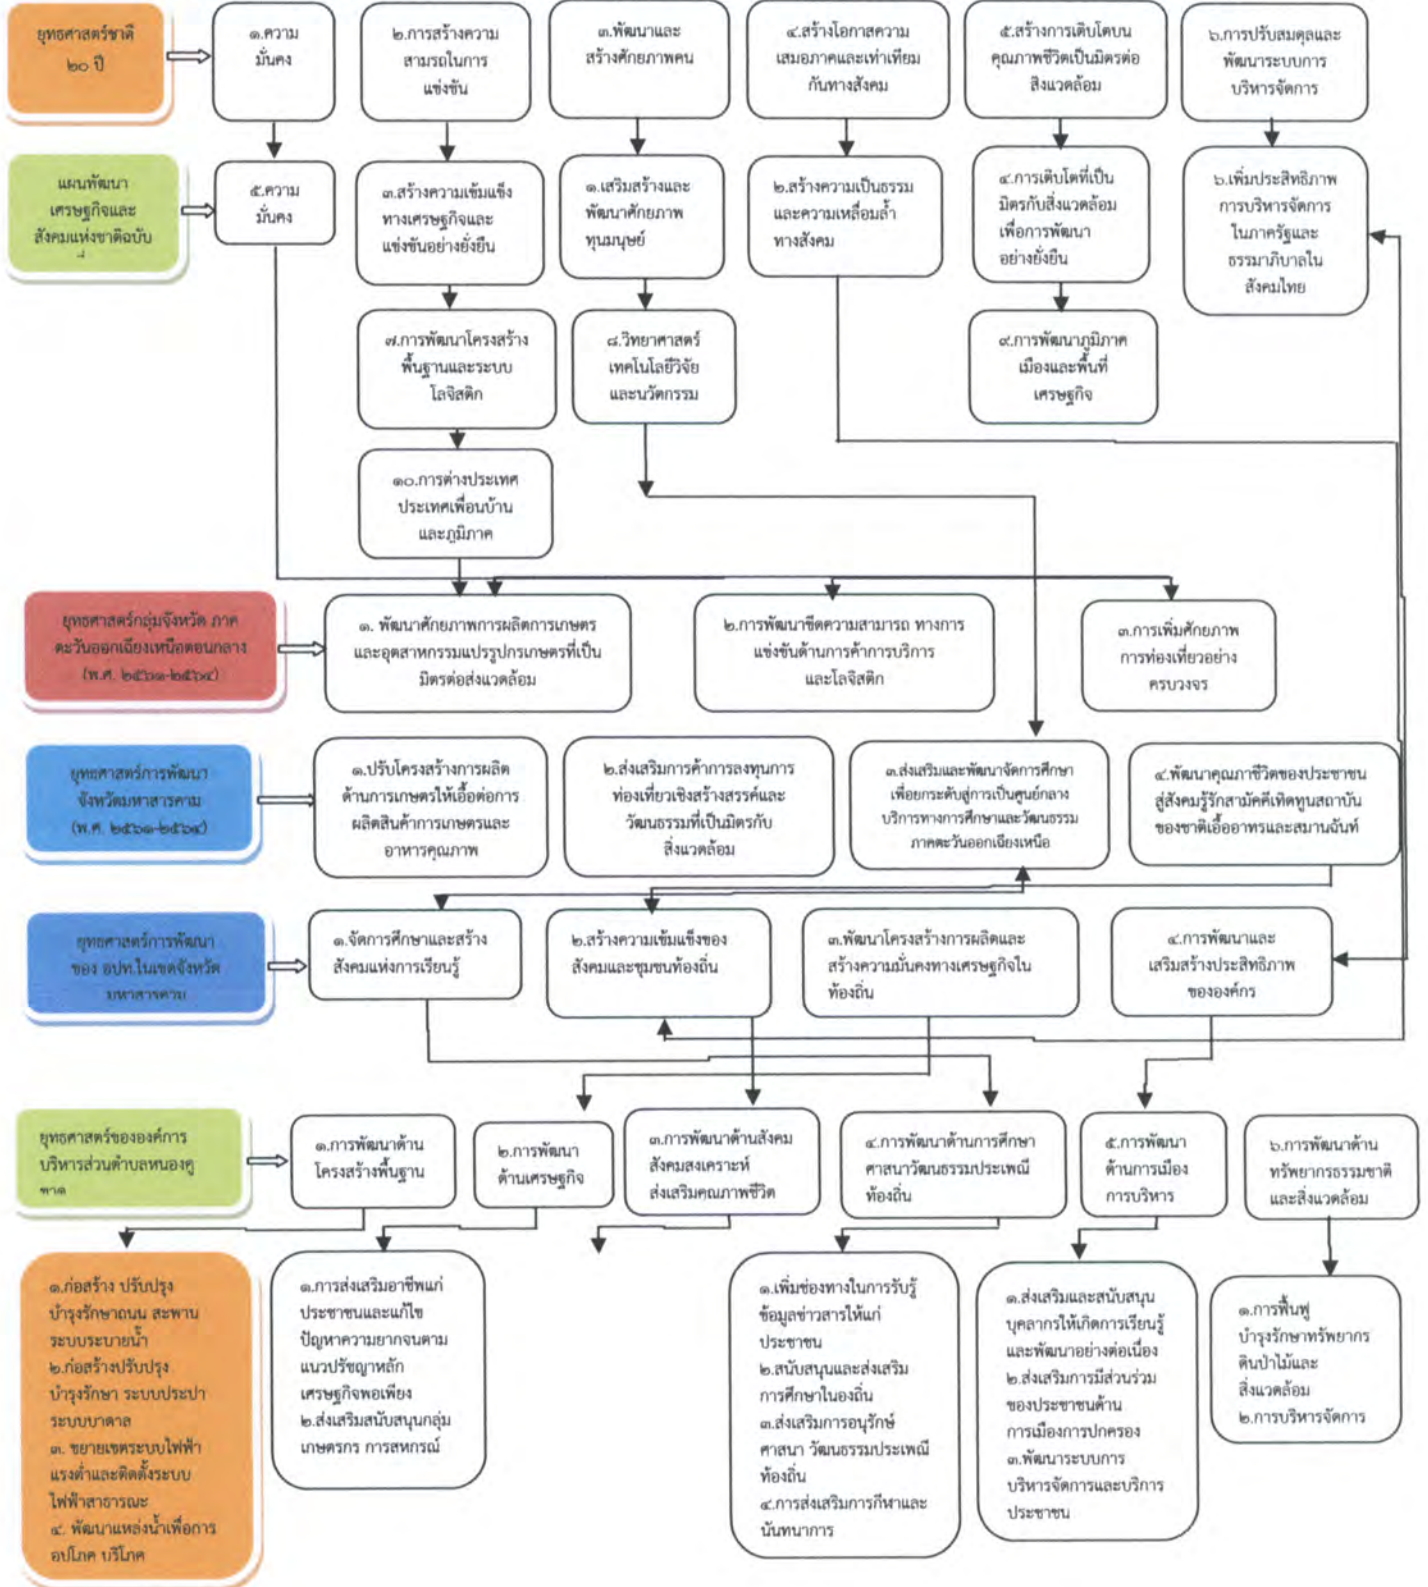 ยุทธศาสตร์ชาติ
๒๐ ปี
๑.ความ
มั่นคง
๒.การสร้างความ
สามรถในการ
แข่งขัน
๓.พัฒนาและ
สร้างศักยภาพคน
๔.สร้างโอกาสความ
เสมอภาคและเท่าเทียม
กันทางสังคม
๕.สร้างการเติบโตบน
คุณภาพชีวิตเป็นมิตรต่อ
สิงแวดล้อม
๖.การปรับสมดุลและ
พัฒนาระบบการ
บริหารจัดการ
แผนพัฒนา
เศรษฐกิจและ
สังคมแห่งชาติฉบับ
๕.ความ
มั่นคง
๓.สร้างความเข้มแข็ง
ทางเศรษฐกิจและ
แข่งขันอย่างยั่งยืน
๑.เสริมสร้างและ
พัฒนาศักยภาพ
ทุนมนุษย์
๒.สร้างความเป็นธรรม
และความเหลื่อมล้ำ
ทางสังคม
๔.การเติบโตที่เป็น
มิตรกับสิ่งแวดล้อม
เพื่อการพัฒนา
อย่างยั่งยืน
๖.เพิ่มประสิทธิภาพ
การบริหารจัดการ
ในภาครัฐและ
ธรรมาภิบาลใน
สังคมไทย
๗.การพัฒนาโครงสร้าง
พื้นฐานและระบบ
โลจิสติก
๘.วิทยาศาสตร์
เทคโนโลยีวิจัย
และนวัตกรรม
๙.การพัฒนาภูมิภาค
เมืองและพื้นที่
เศรษฐกิจ
๑๐.การต่างประเทศ
ประเทศเพื่อนบ้าน
และภูมิภาค
ยุทธศาสตร์กลุ่มจังหวัด ภาค
ตะวันออกเฉียงเหนือตอนกลาง
(พ.ศ. ๒๕๖๑-๒๕๖๔)
๑. พัฒนาศักยภาพการผลิตการเกษตร
และอุตสาหกรรมแปรรูปกรเกษตรที่เป็น
มิตรต่อส่งแวดล้อม
๒.การพัฒนาขีดความสามารถ ทางการ
แข่งขันด้านการค้าการบริการ
และโลจิสติก
๓.การเพิ่มศักยภาพ
การท่องเที่ยวอย่าง
ครบวงจร
ยุทธศาสตร์การพัฒนา
จังหวัดมหาสารคาม
(พ.ศ. ๒๕๖๑-๒๕๖๔)
๑.ปรับโครงสร้างการผลิต
ด้านการเกษตรให้เอื้อต่อการ
ผลิตสินค้าการเกษตรและ
อาหารคุณภาพ
๒.ส่งเสริมการค้าการลงทุนการ
ท่องเที่ยวเชิงสร้างสรรค์และ
วัฒนธรรมที่เป็นมิตรกับ
สิ่งแวดล้อม
๓.ส่งเสริมและพัฒนาจัดการศึกษา
เพื่อยกระดับสู่การเป็นศูนย์กลาง
บริการทางการศึกษาและวัฒนธรรม
ภาคตะวันออกเฉียงเหนือ
๔.พัฒนาคุณภาชีวิตของประชาชน
สู่สังคมรู้รักสามัคคีเทิดทูนสถาบัน
ของชาติเอื้ออาทรและสมานฉันท์
ยุทธศาสตร์การพัฒนา
ของ อปท.ในเขตจังหวัด
มหาสารคาม
๑.จัดการศึกษาและสร้าง
สังคมแห่งการเรียนรู้
๒.สร้างความเข้มแข็งของ
สังคมและชุมชนท้องถิ่น
๓.พัฒนาโครงสร้างการผลิตและ
สร้างความมั่นคงทางเศรษฐกิจใน
ท้องถิ่น
๔.การพัฒนาและ
เสริมสร้างประสิทธิภาพ
ขององค์กร
ยุทธศาสตร์ขององค์การ
บริหารส่วนตำบลหนองคู
ขาด
๑.การพัฒนาด้าน
โครงสร้างพื้นฐาน
๒.การพัฒนา
ด้านเศรษฐกิจ
๓.การพัฒนาด้านสังคม
สังคมสงเคราะห์
ส่งเสริมคุณภาพชีวิต
๔.การพัฒนาด้านการศึกษา
ศาสนาวัฒนธรรมประเพณี
ท้องถิ่น
๕.การพัฒนา
ด้านการเมือง
การบริหาร
๖.การพัฒนาด้าน
ทรัพยากรธรรมชาติ
และสิ่งแวดล้อม
๑.ก่อสร้าง ปรับปรุง
บำรุงรักษาถนน สะพาน
ระบบระบายน้ำ
๒.ก่อสร้างปรับปรุง
บำรุงรักษา ระบบประปา
ระบบบาดาล
๓. ขยายเขตระบบไฟฟ้า
แรงต่ำและติดตั้งระบบ
ไฟฟ้าสาธารณะ
๔. พัฒนาแหล่งน้ำเพื่อการ
อปโภค บริโภค
๑.การส่งเสริมอาชีพแก่
ประชาชนและแก้ไข
ปัญหาความยากจนตาม
แนวปรัชญาหลัก
เศรษฐกิจพอเพียง
๒.ส่งเสริมสนับสนุนกลุ่ม
เกษตรกร การสหกรณ์
๑.เพิ่มช่องทางในการรับรู้
ข้อมูลข่าวสารให้แก่
ประชาชน
๒.สนับสนุนและส่งเสริม
การศึกษาในองถิ่น
๓.ส่งเสริมการอนุรักษ์
ศาสนา วัฒนธรรมประเพณี
ท้องถิ่น
๔.การส่งเสริมการกีฬาและ
นันทนาการ
๑.ส่งเสริมและสนับสนุน
บุคลากรให้เกิดการเรียนรู้
และพัฒนาอย่างต่อเนื่อง
๒.ส่งเสริมการมีส่วนร่วม
ของประชาชนด้าน
การเมืองการปกครอง
๓.พัฒนาระบบการ
บริหารจัดการและบริการ
ประชาชน
๑.การฟื้นฟู
บำรุงรักษาทรัพยากร
ดินป่าไม้และ
สิ่งแวดล้อม
๒.การบริหารจัดการ